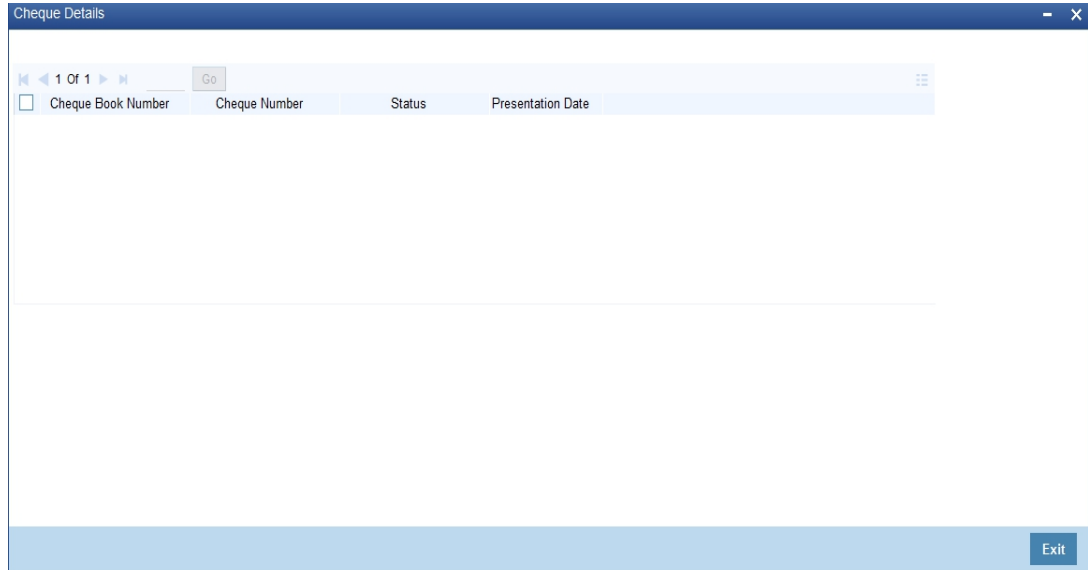 Cheque Details
1 Of 1 Go
Cheque Book Number Cheque Number Status Presentation Date
Exit